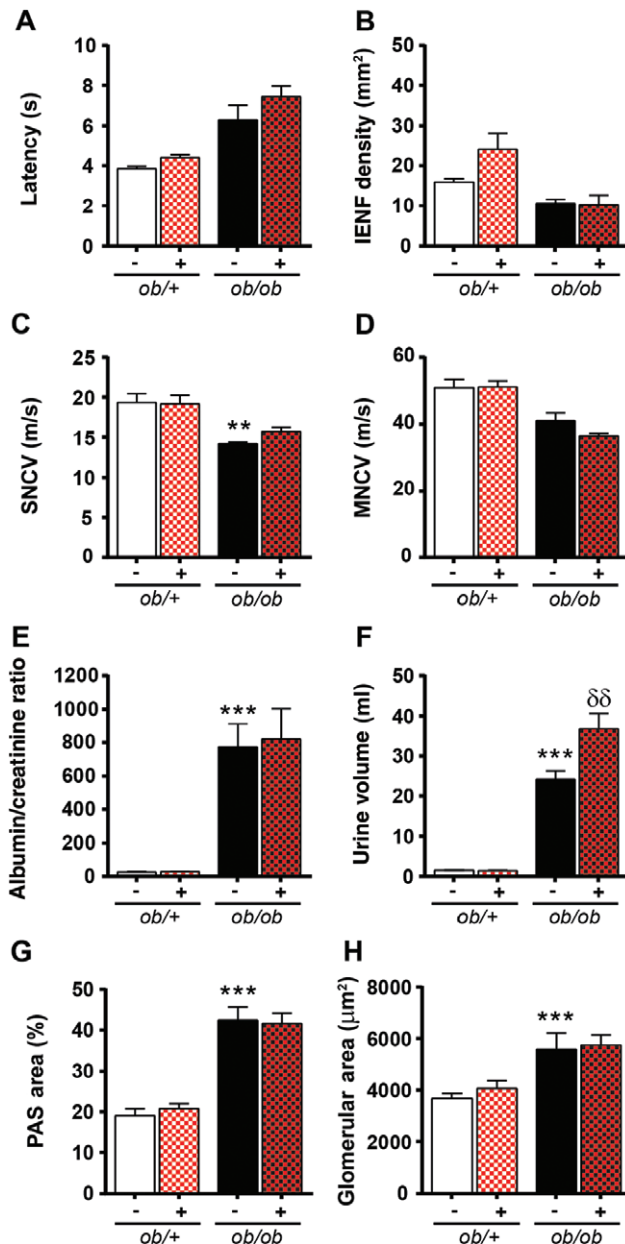 A
Latency (s)
10
8
6
4
2
0
- + - +
ob/+ ob/ob
B
IENF density (mm²)
50
40
30
20
10
0
- + - +
ob/+ ob/ob
C
SNCV (m/s)
25
20
15
10
5
0
**
- + - +
ob/+ ob/ob
D
MNCV (m/s)
60
40
20
0
- + - +
ob/+ ob/ob
E
Albumin/creatinine ratio
1200
1000
800
600
400
200
0
***
- + - +
ob/+ ob/ob
F
Urine volume (ml)
50
40
30
20
10
0
***
δδ
- + - +
ob/+ ob/ob
G
PAS area (%)
50
40
30
20
10
0
***
- + - +
ob/+ ob/ob
H
Glomerular area (µm²)
8000
6000
4000
2000
0
***
- + - +
ob/+ ob/ob